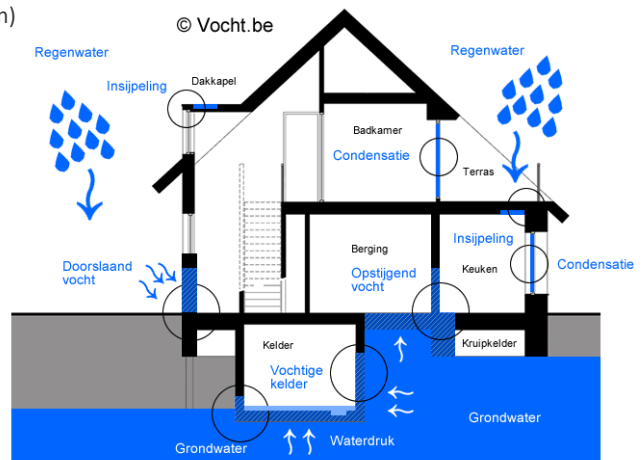 n)
© Vocht.be
Regenwater
Regenwater
Insijpeling
Dakkapel
Badkamer
Condensatie
Terras
Insijpeling
Doorslaand
vocht
Berging
Opstijgend
vocht
Keuken
Condensatie
Kelder
Vochtige
kelder
Kruipkelder
Grondwater
Grondwater
Waterdruk